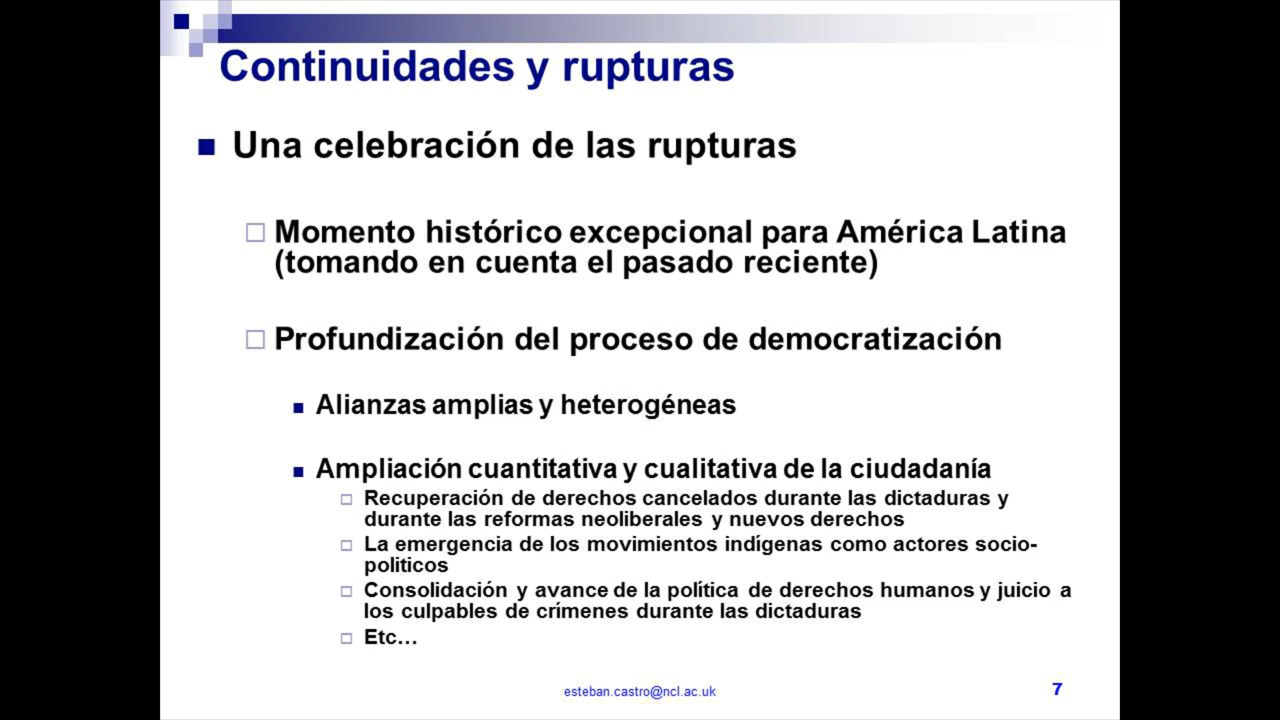 Continuidades y rupturas
Una celebración de las rupturas
Momento histórico excepcional para América Latina
(tomando en cuenta el pasado reciente)
Profundización del proceso de democratización
Alianzas amplias y heterogéneas
Ampliación cuantitativa y cualitativa de la ciudadanía
Recuperación de derechos cancelados durante las dictaduras y
durante las reformas neoliberales y nuevos derechos
La emergencia de los movimientos indígenas como actores socio-
politicos
Consolidación y avance de la política de derechos humanos y juicio a
los culpables de crímenes durante las dictaduras
Etc…
esteban.castro@ncl.ac.uk
7